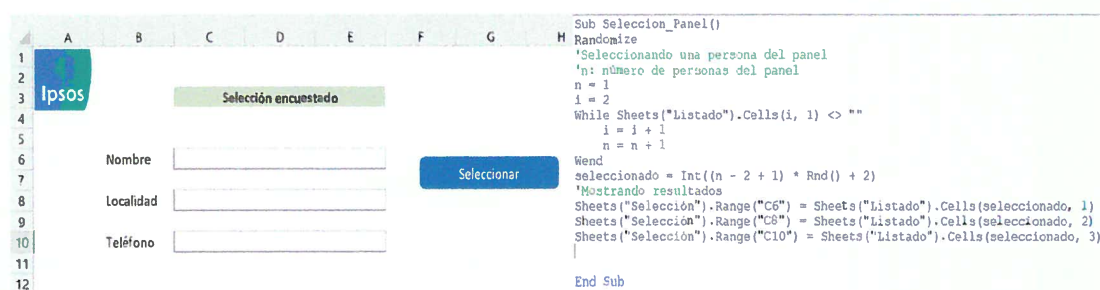 A B C D E F G H
1
2
3
4
5
6
7
8
9
10
11
12
Ipsos
Selección encuestado
Nombre
Localidad
Teléfono
Seleccionar
Sub Seleccion_Panel()
Randomize
'Seleccionando una persona del panel
'n: número de personas del panel
n = 1
i = 2
While Sheets("Listado").Cells(i, 1) <> ""
i = i + 1
n = n + 1
Wend
seleccionado = Int((n - 2 + 1) * Rnd() + 2)
'Mostrando resultados
Sheets("Selección").Range("C6") = Sheets("Listado").Cells(seleccionado, 1)
Sheets("Selección").Range("C8") = Sheets("Listado").Cells(seleccionado, 2)
Sheets("Selección").Range("C10") = Sheets("Listado").Cells(seleccionado, 3)
End Sub